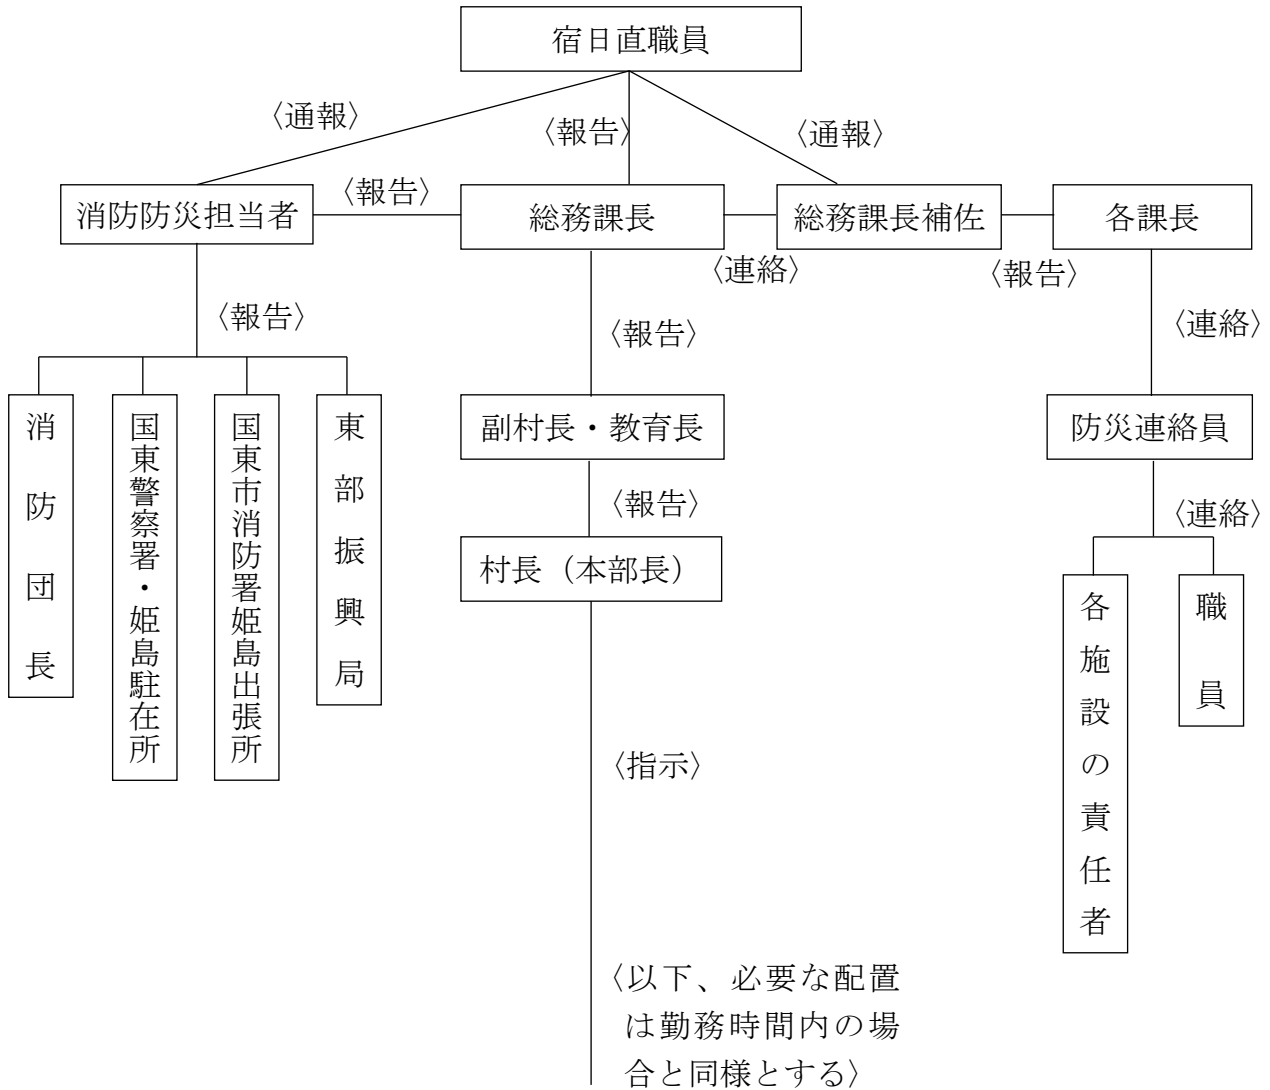 宿日直職員
〈通報〉
〈報告〉
〈通報〉
消防防災担当者
〈報告〉
総務課長
〈連絡〉
総務課長補佐
〈報告〉
各課長
〈報告〉
〈報告〉
〈連絡〉
消防団長
国東警察署・姫島駐在所
国東市消防署姫島出張所
東部振興局
副村長・教育長
防災連絡員
〈報告〉
〈連絡〉
村長（本部長）
各施設の責任者
職員
〈指示〉
〈以下、必要な配置
は勤務時間内の場
合と同様とする〉